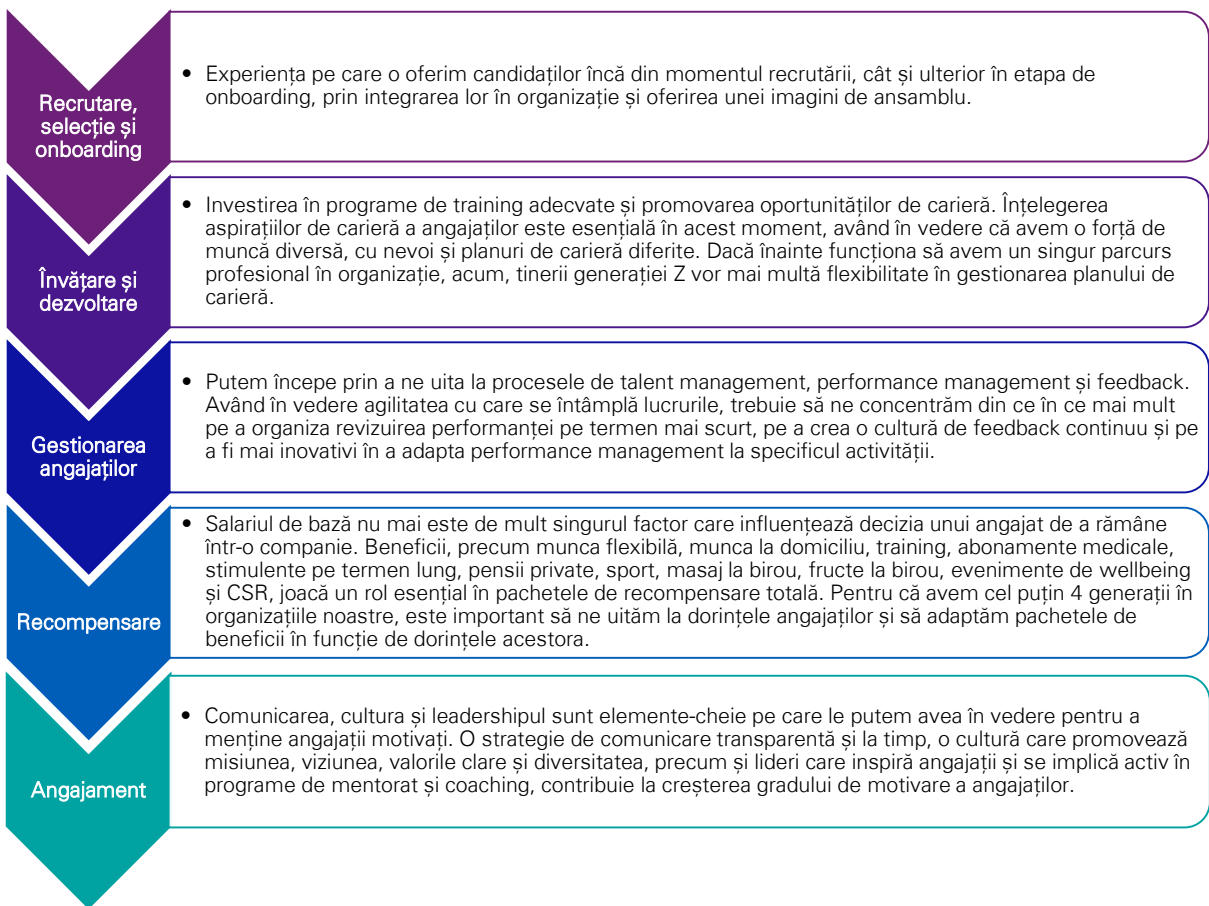 Recrutare,
selecție și
onboarding
• Experiența pe care o oferim candidaților încă din momentul recrutării, cât și ulterior în etapa de
onboarding, prin integrarea lor în organizație și oferirea unei imagini de ansamblu.
Învățare și
dezvoltare
• Investirea în programe de training adecvate și promovarea oportunităților de carieră. Înțelegerea
aspirațiilor de carieră a angajaților este esențială în acest moment, având în vedere că avem o forță de
muncă diversă, cu nevoi și planuri de carieră diferite. Dacă înainte funcționa să avem un singur parcurs
profesional în organizație, acum, tinerii generației Z vor mai multă flexibilitate în gestionarea planului de
carieră.
Gestionarea
angajaților
• Putem începe prin a ne uita la procesele de talent management, performance management și feedback.
Având în vedere agilitatea cu care se întâmplă lucrurile, trebuie să ne concentrăm din ce în ce mai mult
pe a organiza revizuirea performanței pe termen mai scurt, pe a crea o cultură de feedback continuu și pe
a fi mai inovativi în a adapta performance management la specificul activității.
Recompensare
• Salariul de bază nu mai este de mult singurul factor care influențează decizia unui angajat de a rămâne
într-o companie. Beneficii, precum munca flexibilă, munca la domiciliu, training, abonamente medicale,
stimulente pe termen lung, pensii private, sport, masaj la birou, fructe la birou, evenimente de wellbeing
și CSR, joacă un rol esențial în pachetele de recompensare totală. Pentru că avem cel puțin 4 generații în
organizațiile noastre, este important să ne uităm la dorințele angajaților și să adaptăm pachetele de
beneficii în funcție de dorințele acestora.
Angajament
• Comunicarea, cultura și leadershipul sunt elemente-cheie pe care le putem avea în vedere pentru a
menține angajații motivați. O strategie de comunicare transparentă și la timp, o cultură care promovează
misiunea, viziunea, valorile clare și diversitatea, precum și lideri care inspiră angajații și se implică activ în
programe de mentorat și coaching, contribuie la creșterea gradului de motivare a angajaților.